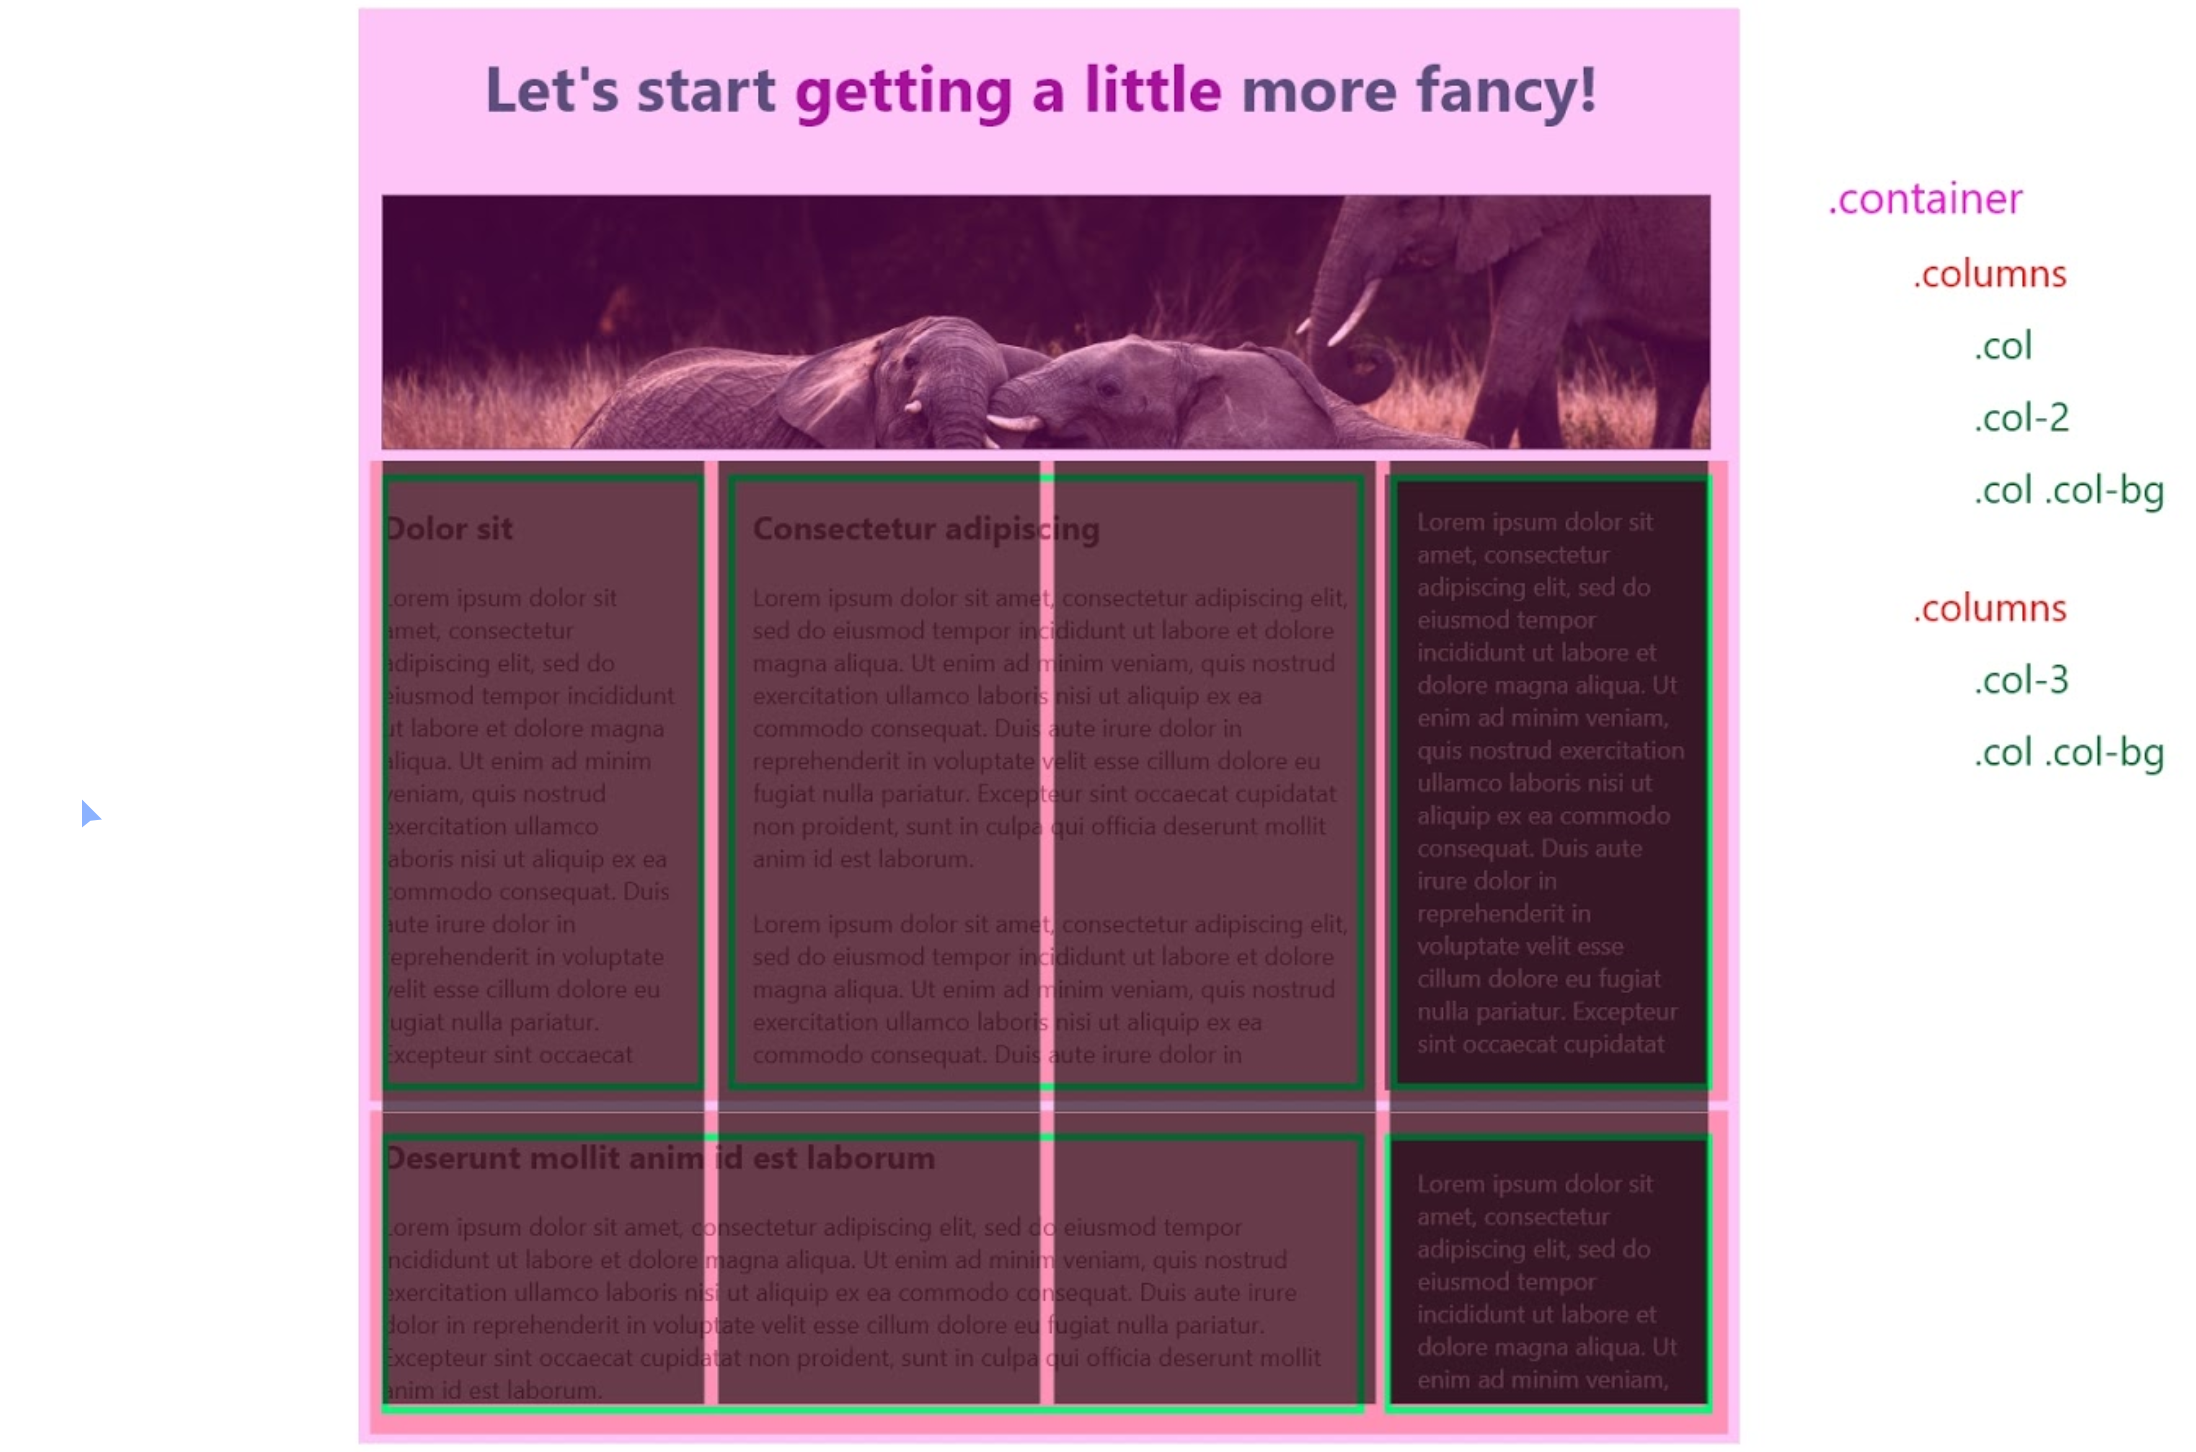 Let's start getting a little more fancy!
.container
.columns
.col
.col-2
.col .col-bg
.columns
.col-3
.col .col-bg
Dolor sit
Lorem ipsum dolor sit
amet, consectetur
adipiscing elit, sed do
eiusmod tempor incididunt
ut labore et dolore magna
aliqua. Ut enim ad minim
veniam, quis nostrud
exercitation ullamco
laboris nisi ut aliquip ex ea
commodo consequat. Duis
aute irure dolor in
reprehenderit in voluptate
velit esse cillum dolore eu
fugiat nulla pariatur.
Excepteur sint occaecat
Consectetur adipiscing
Lorem ipsum dolor sit amet, consectetur adipiscing elit,
sed do eiusmod tempor incididunt ut labore et dolore
magna aliqua. Ut enim ad minim veniam, quis nostrud
exercitation ullamco laboris nisi ut aliquip ex ea
commodo consequat. Duis aute irure dolor in
reprehenderit in voluptate velit esse cillum dolore eu
fugiat nulla pariatur. Excepteur sint occaecat cupidatat
non proident, sunt in culpa qui officia deserunt mollit
anim id est laborum.
Lorem ipsum dolor sit amet, consectetur adipiscing elit,
sed do eiusmod tempor incididunt ut labore et dolore
magna aliqua. Ut enim ad minim veniam, quis nostrud
exercitation ullamco laboris nisi ut aliquip ex ea
commodo consequat. Duis aute irure dolor in
Lorem ipsum dolor sit
amet, consectetur
adipiscing elit, sed do
eiusmod tempor
incididunt ut labore et
dolore magna aliqua. Ut
enim ad minim veniam,
quis nostrud exercitation
ullamco laboris nisi ut
aliquip ex ea commodo
consequat. Duis aute
irure dolor in
reprehenderit in
voluptate velit esse
cillum dolore eu fugiat
nulla pariatur. Excepteur
sint occaecat cupidatat
Deserunt mollit anim id est laborum
Lorem ipsum dolor sit amet, consectetur adipiscing elit, sed do eiusmod tempor
incididunt ut labore et dolore magna aliqua. Ut enim ad minim veniam, quis nostrud
exercitation ullamco laboris nisi ut aliquip ex ea commodo consequat. Duis aute irure
dolor in reprehenderit in voluptate velit esse cillum dolore eu fugiat nulla pariatur.
Excepteur sint occaecat cupidatat non proident, sunt in culpa qui officia deserunt mollit
anim id est laborum.
Lorem ipsum dolor sit
amet, consectetur
adipiscing elit, sed do
eiusmod tempor
incididunt ut labore et
dolore magna aliqua. Ut
enim ad minim veniam,